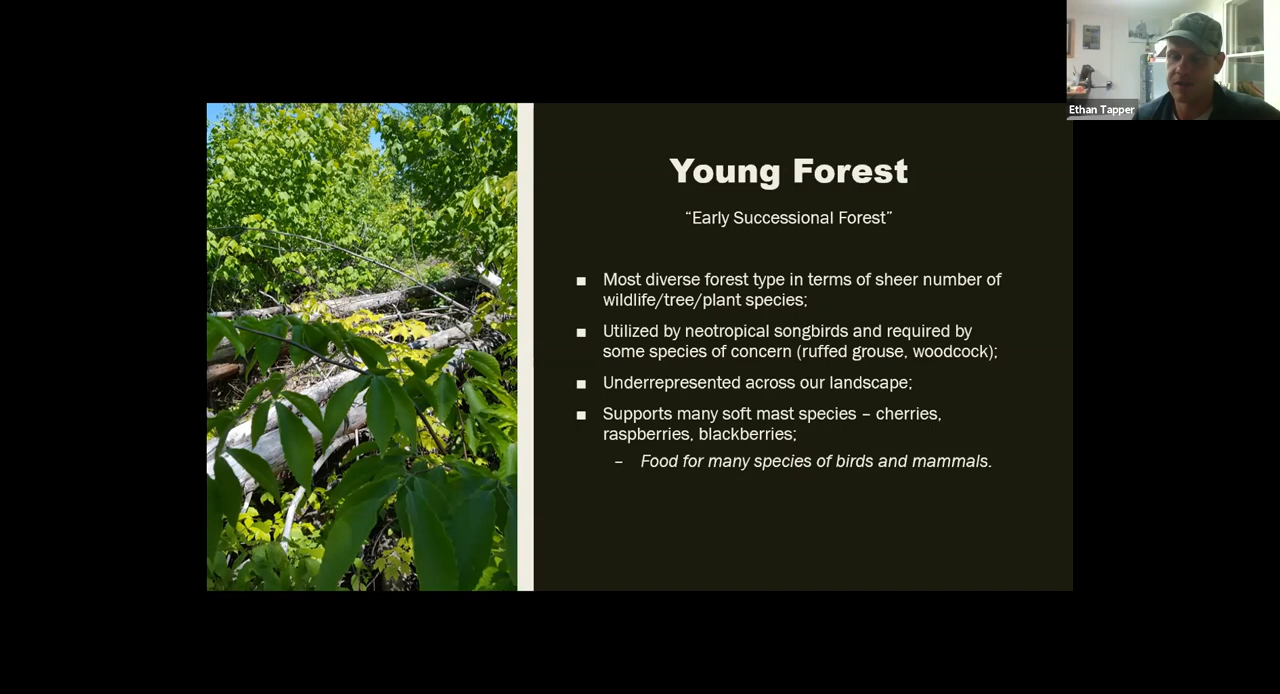 Ethan Tapper
Young Forest
“Early Successional Forest”
■ Most diverse forest type in terms of sheer number of
wildlife/tree/plant species;
■ Utilized by neotropical songbirds and required by
some species of concern (ruffed grouse, woodcock);
■ Underrepresented across our landscape;
■ Supports many soft mast species – cherries,
raspberries, blackberries;
– Food for many species of birds and mammals.